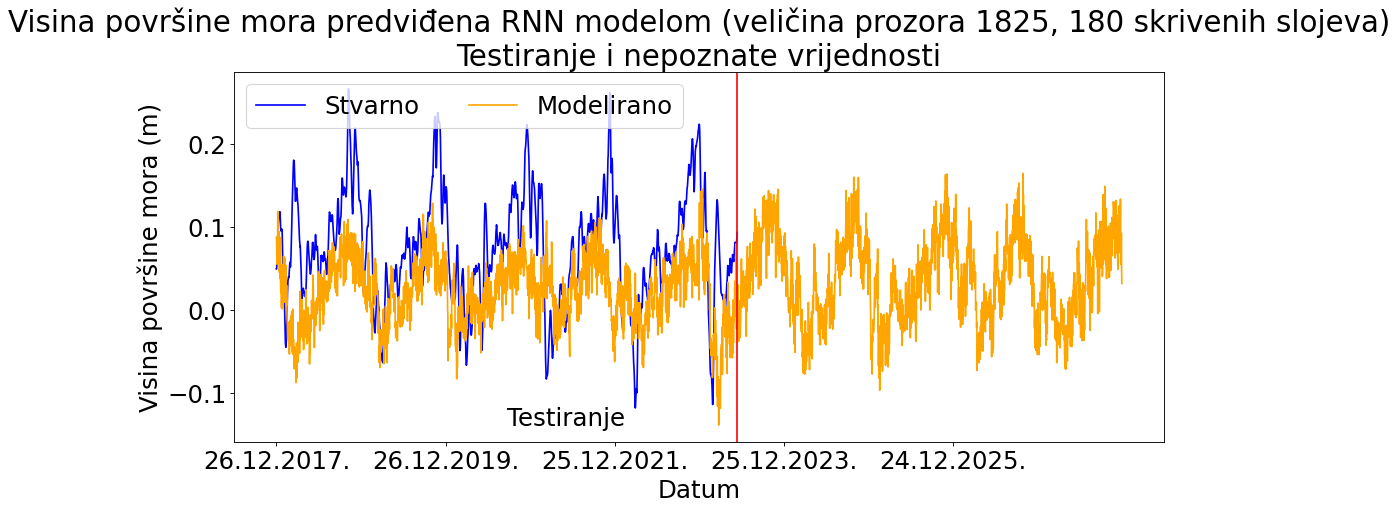 Visina površine mora predviđena RNN modelom (veličina prozora 1825, 180 skrivenih slojeva)
Testiranje i nepoznate vrijednosti
Stvarno
Modelirano
Visina površine mora (m)
0.2
0.1
0.0
−0.1
Testiranje
26.12.2017.
26.12.2019.
25.12.2021.
25.12.2023.
24.12.2025.
Datum